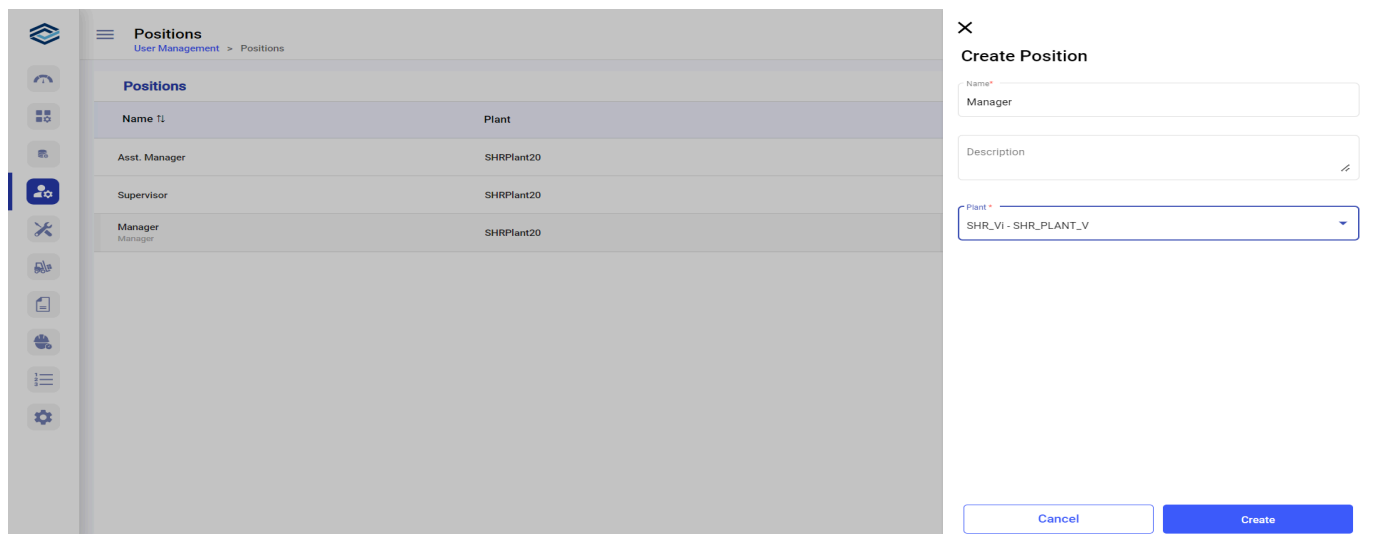 Positions
User Management > Positions
Positions
Name ↑↓ Plant
Asst. Manager SHRPlant20
Supervisor SHRPlant20
Manager
Manager
SHRPlant20
Create Position
Name*
Manager
Description
Plant *
SHR_Vi - SHR_PLANT_V
Cancel Create